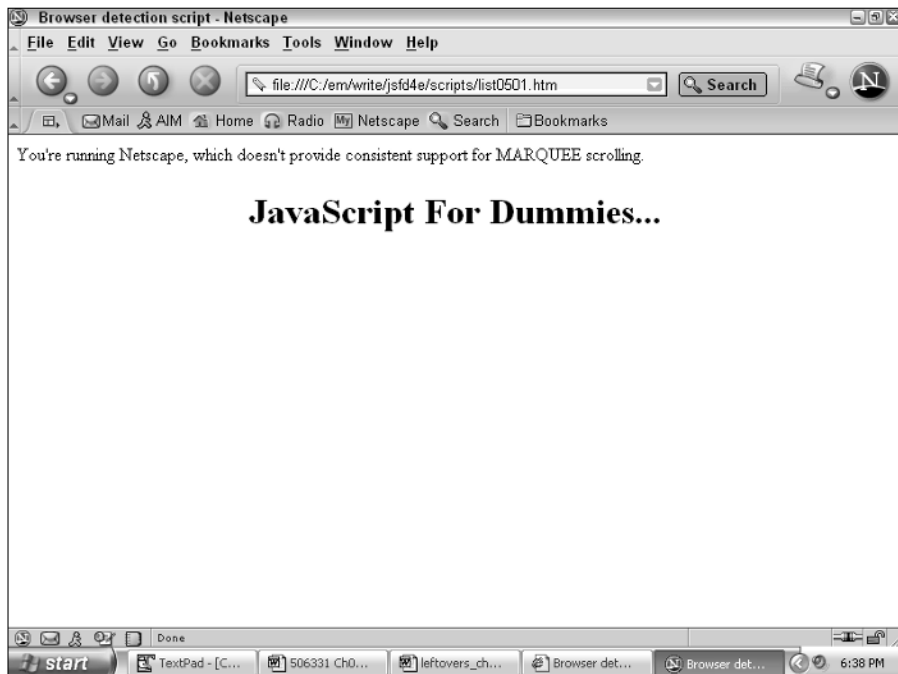 Browser detection script - Netscape
File Edit View Go Bookmarks Tools Window Help
file:///C:/em/write/jsfd4e/scripts/list0501.htm Search N
Mail AIM Home Radio My Netscape Search Bookmarks
You're running Netscape, which doesn't provide consistent support for MARQUEE scrolling.
JavaScript For Dummies...
Done
start TextPad - [C... 506331 Ch0... leftovers_ch... Browser det... Browser det... 6:38 PM